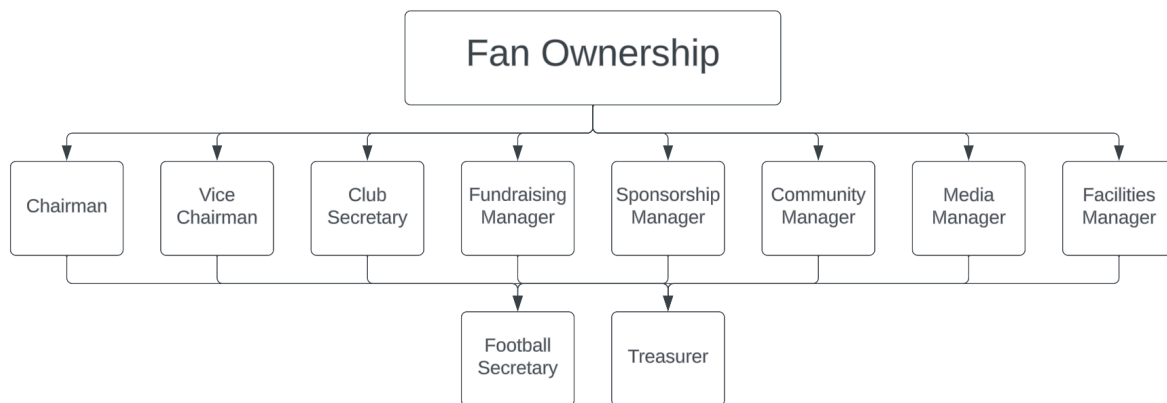 Fan Ownership
Chairman
Vice
Chairman
Club
Secretary
Fundraising
Manager
Sponsorship
Manager
Community
Manager
Media
Manager
Facilities
Manager
Football
Secretary
Treasurer